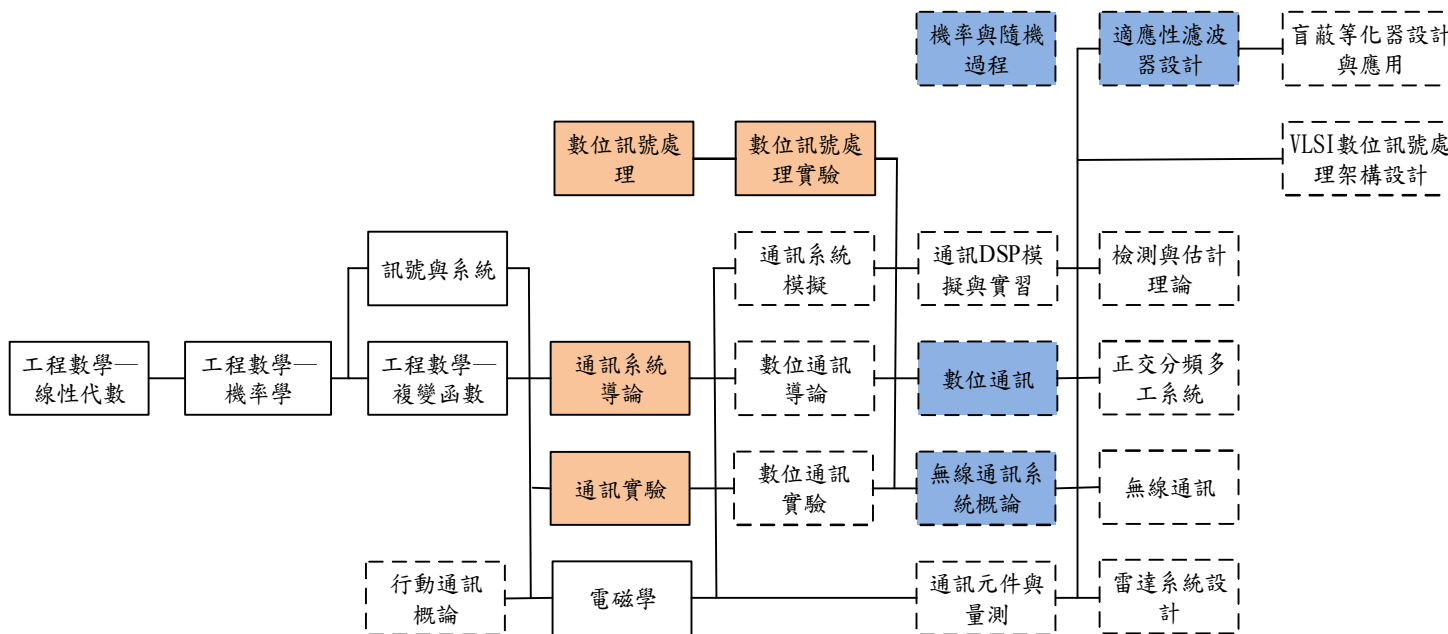 機率與隨機
過程
適應性濾波
器設計
盲蔽等化器設計
與應用
數位訊號處
理
數位訊號處
理實驗
VLSI數位訊號處
理架構設計
訊號與系統
通訊系統
模擬
通訊DSP模
擬與實習
檢測與估計
理論
工程數學—
線性代數
工程數學—
機率學
工程數學—
複變函數
通訊系統
導論
數位通訊
導論
數位通訊
正交分頻多
工系統
通訊實驗
數位通訊
實驗
無線通訊系
統概論
無線通訊
行動通訊
概論
電磁學
通訊元件與
量測
雷達系統設
計